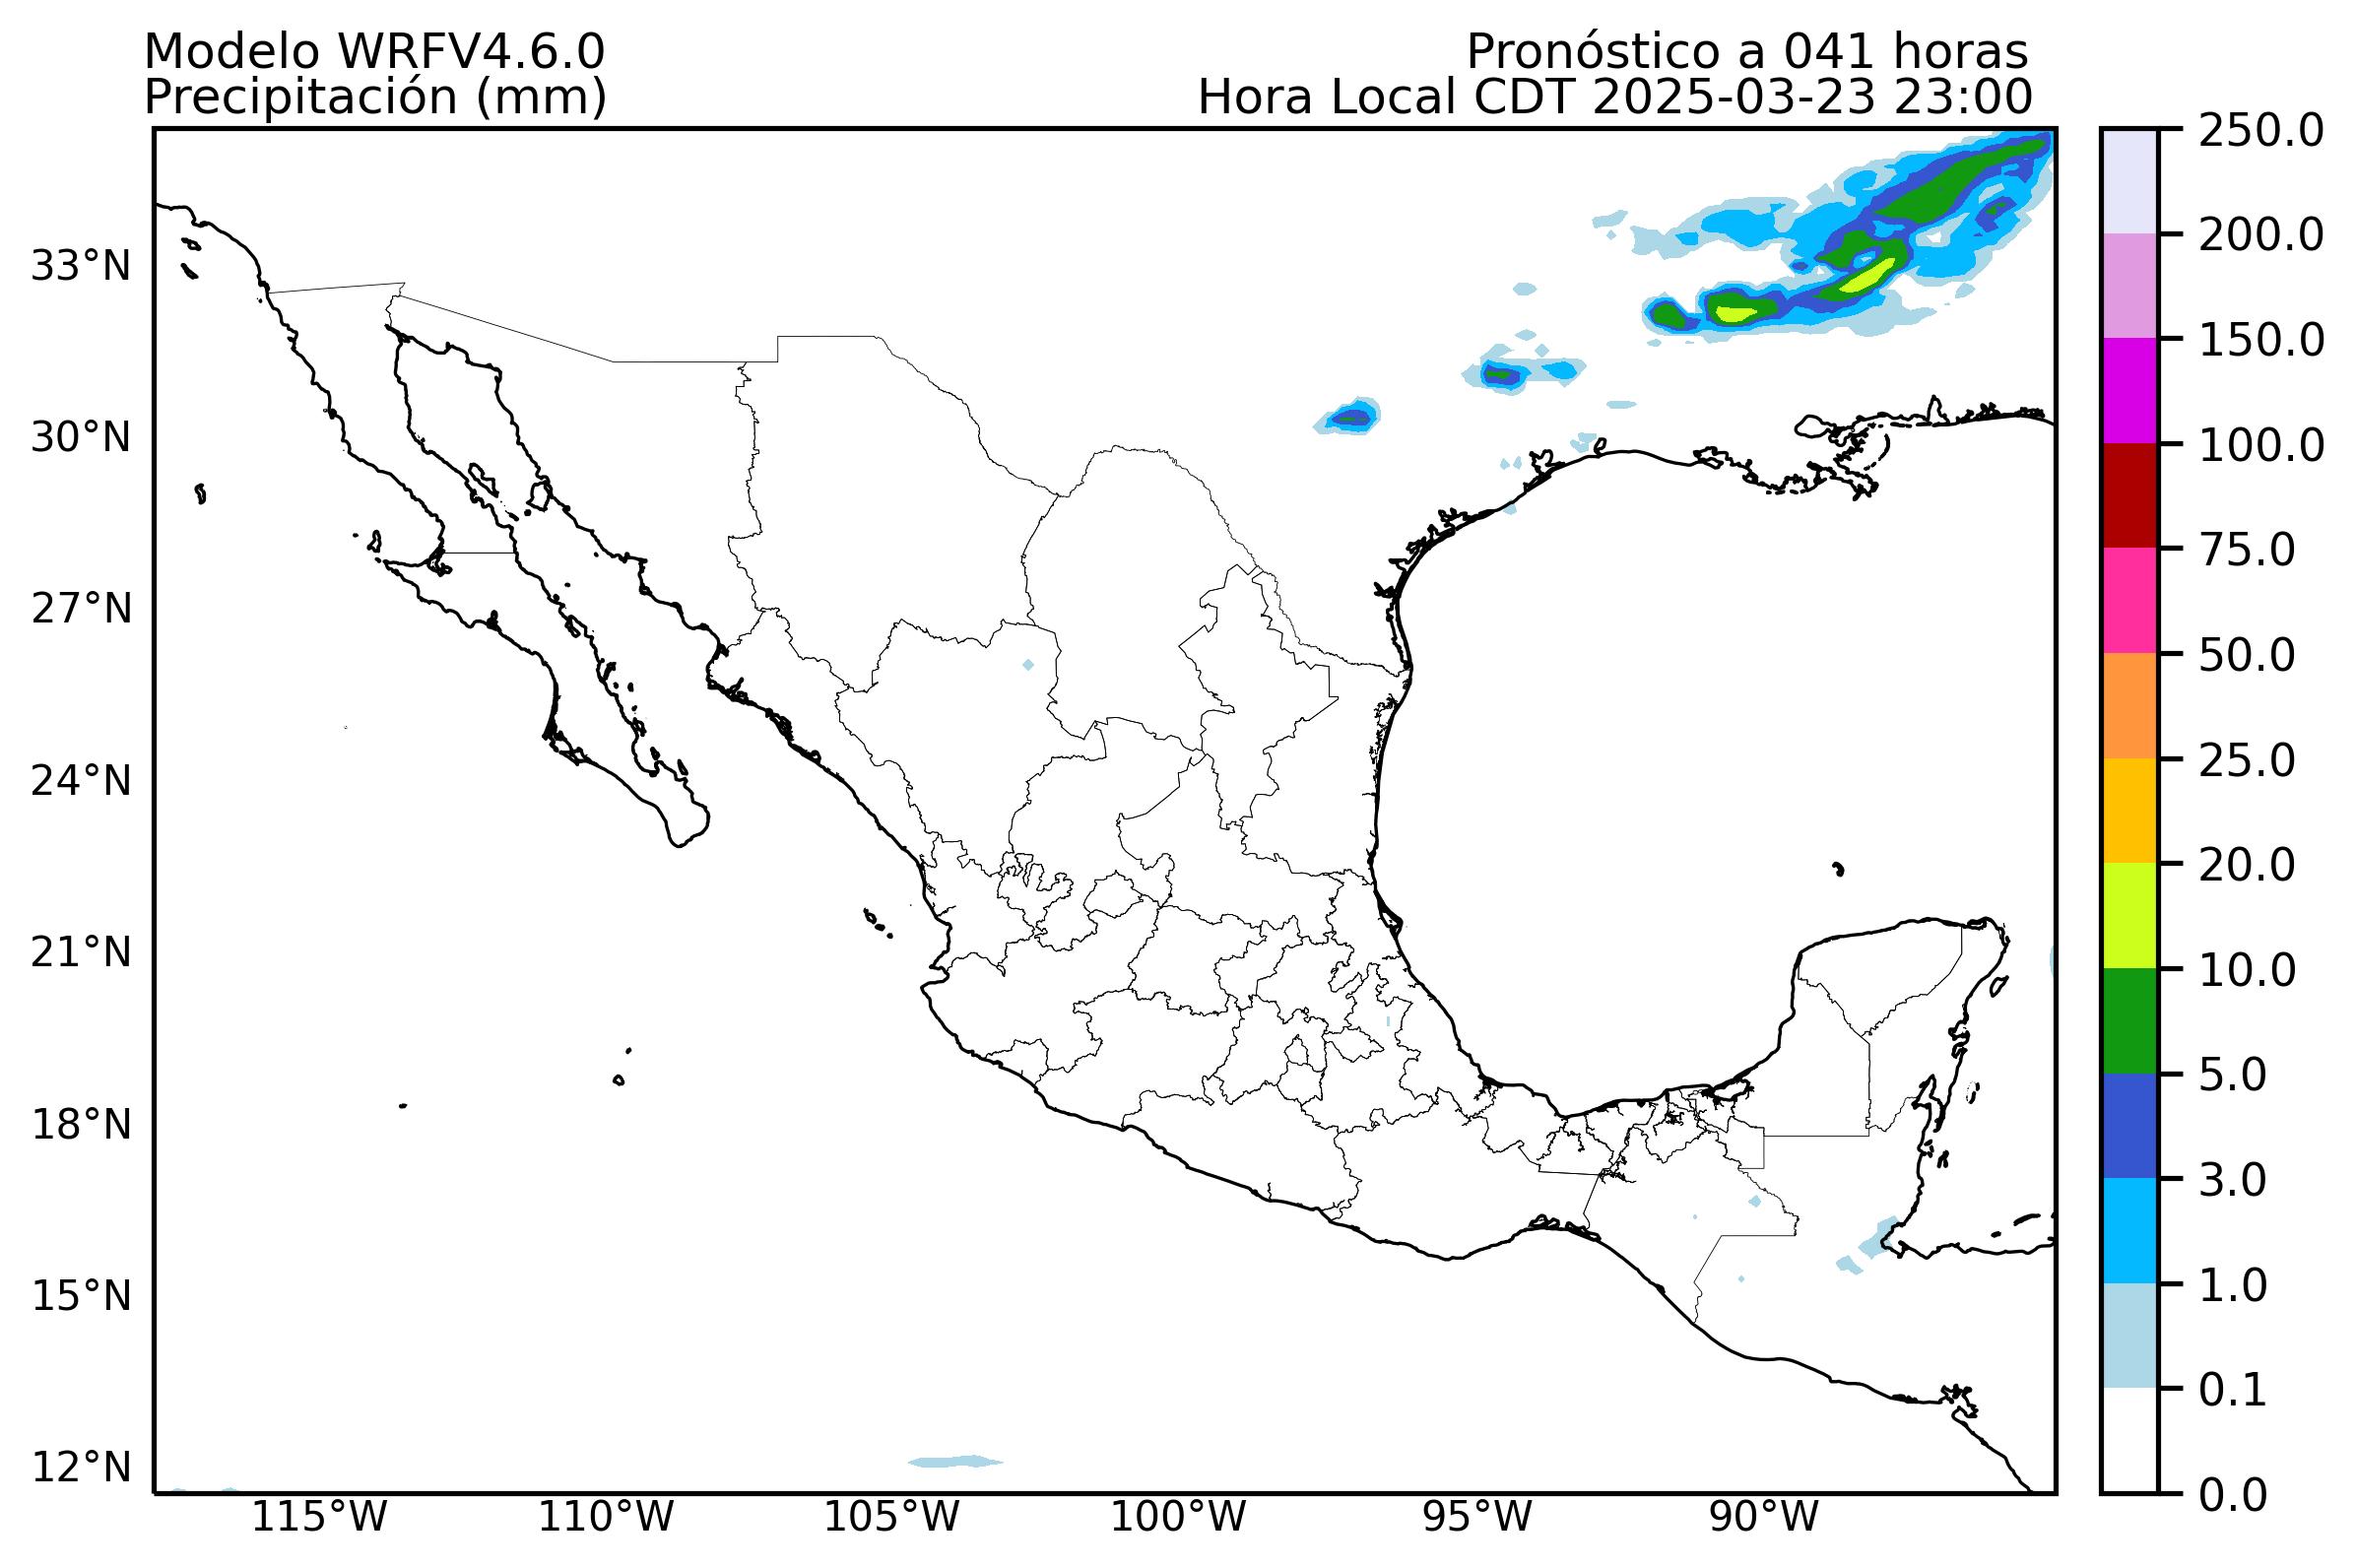 Modelo WRFV4.6.0
Pronóstico a 041 horas
Precipitación (mm)
Hora Local CDT 2025-03-23 23:00
33°N
30°N
27°N
24°N
21°N
18°N
15°N
12°N
115°W
110°W
105°W
100°W
95°W
90°W
250.0
200.0
150.0
100.0
75.0
50.0
25.0
20.0
10.0
5.0
3.0
1.0
0.1
0.0